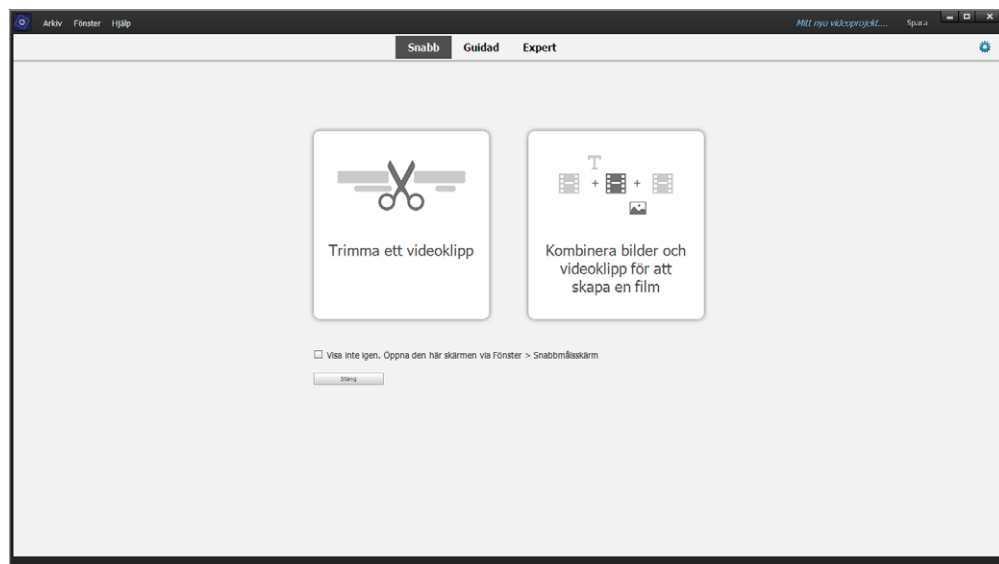 Arkiv Fönster Hjälp Mitt nya videoprojekt.... Spara
Snabb Guidad Expert
T
Trimma ett videoklipp
Kombinera bilder och
videoklipp för att
skapa en film
Visa inte igen. Öppna den här skärmen via Fönster > Snabbmålsskärm
Stäng